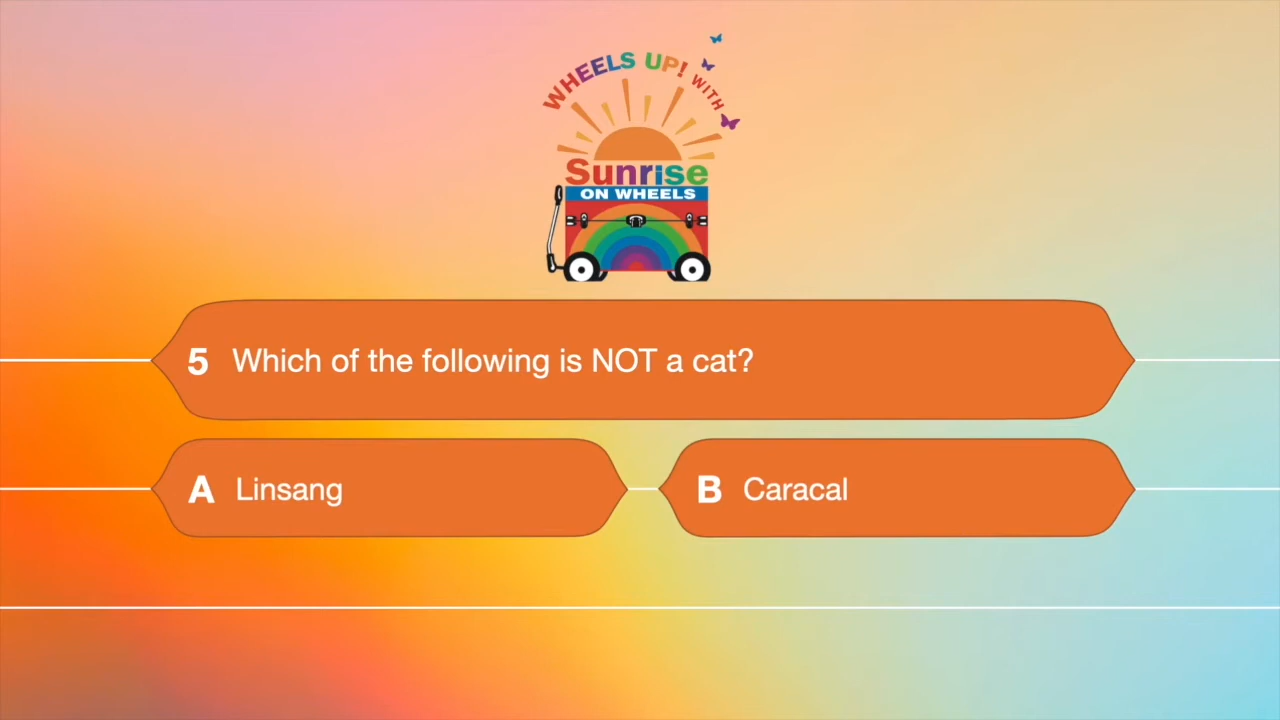 WHEELS UP! WITH
Sunrise
ON WHEELS
5 Which of the following is NOT a cat?
A Linsang
B Caracal